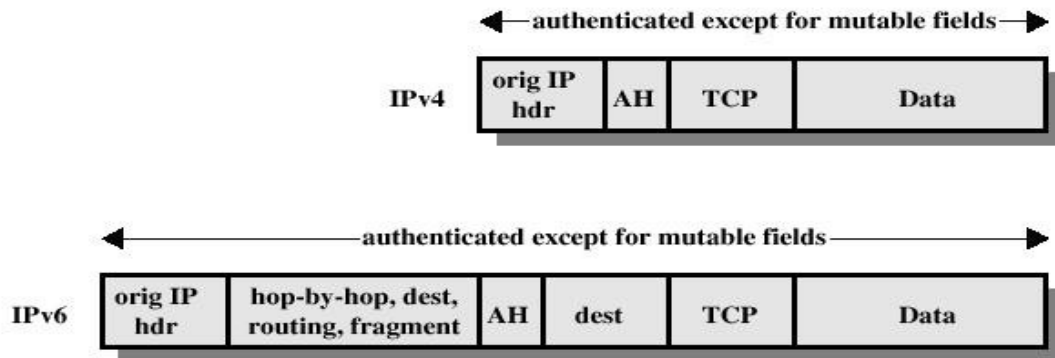 authenticated except for mutable fields
IPv4
orig IP
hdr
AH
TCP
Data
authenticated except for mutable fields
IPv6
orig IP
hdr
hop-by-hop, dest,
routing, fragment
AH
dest
TCP
Data